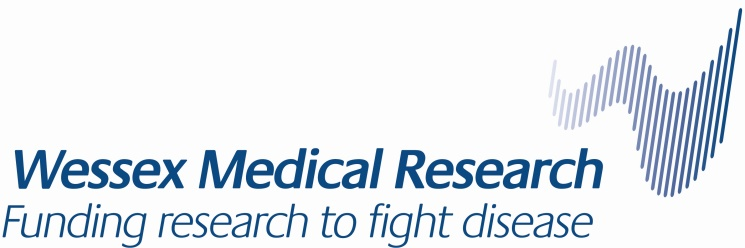 Wessex Medical Research
Funding research to fight disease